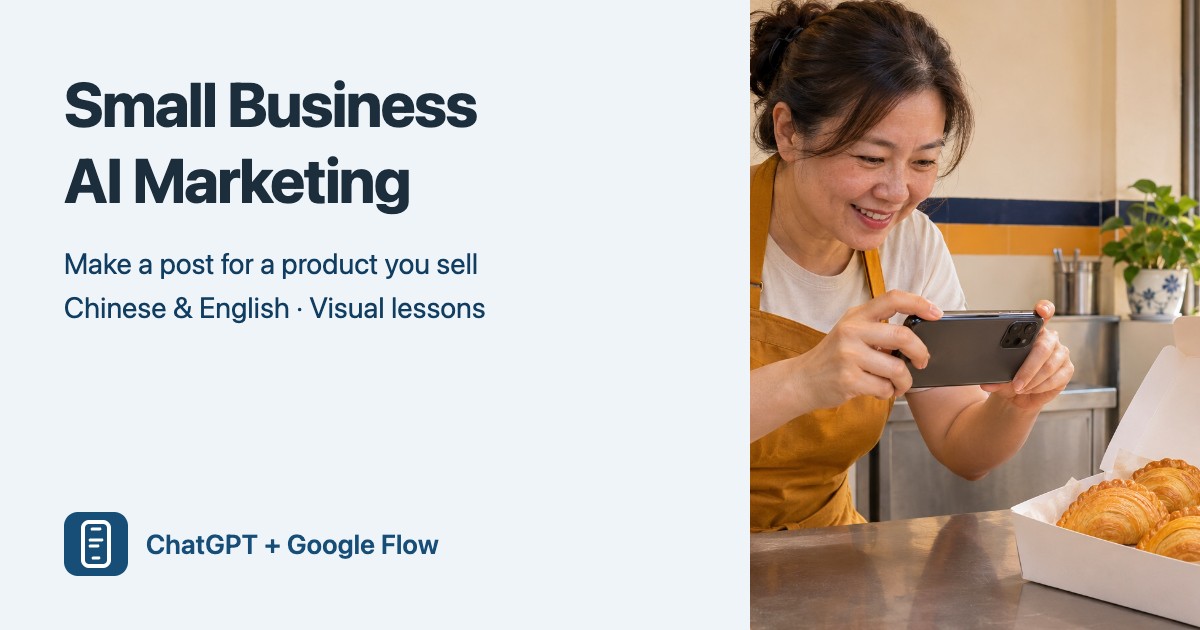 Small Business
AI Marketing
Make a post for a product you sell
Chinese & English · Visual lessons
ChatGPT + Google Flow